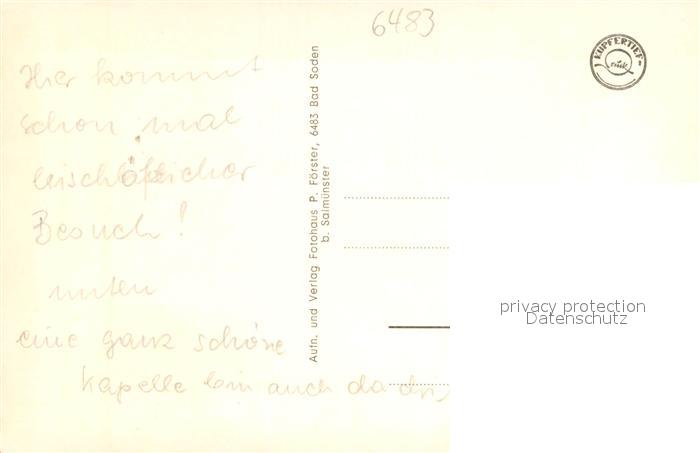 6483
KUPFERTIEF-
Hier kommt
schon mal
bischöflicher
Besuch!
unten
eine ganz schöne
Kapelle bin auch da
Aufn. und Verlag Fotohaus P. Förster, 6483 Bad Soden
b. Salmünster
privacy protection
Datenschutz